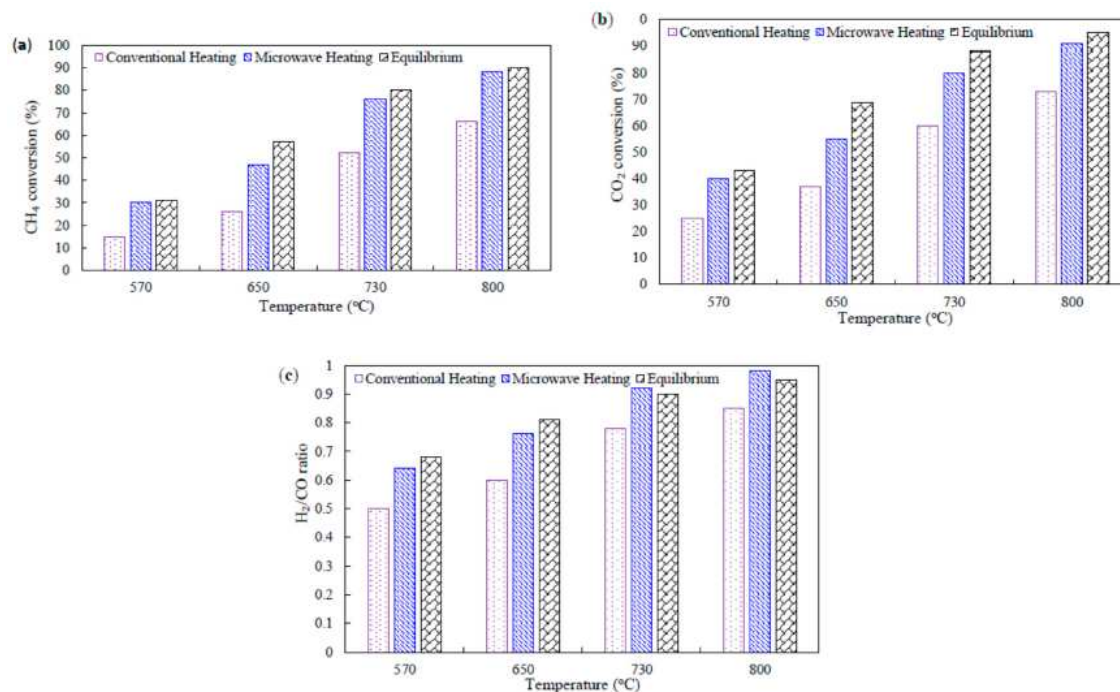 (a)
100
90
80
70
60
50
40
30
20
10
0
CH₄ conversion (%)
Conventional Heating Microwave Heating Equilibrium
570 650 730 800
Temperature (°C)
(b)
0
90
80
70
60
50
40
30
20
10
0
CO₂ conversion (%)
Conventional Heating Microwave Heating Equilibrium
570 650 730 800
Temperature (°C)
(c)
1
0.9
0.8
0.7
0.6
0.5
0.4
0.3
0.2
0.1
0
H₂/CO ratio
Conventional Heating Microwave Heating Equilibrium
570 650 730 800
Temperature (°C)